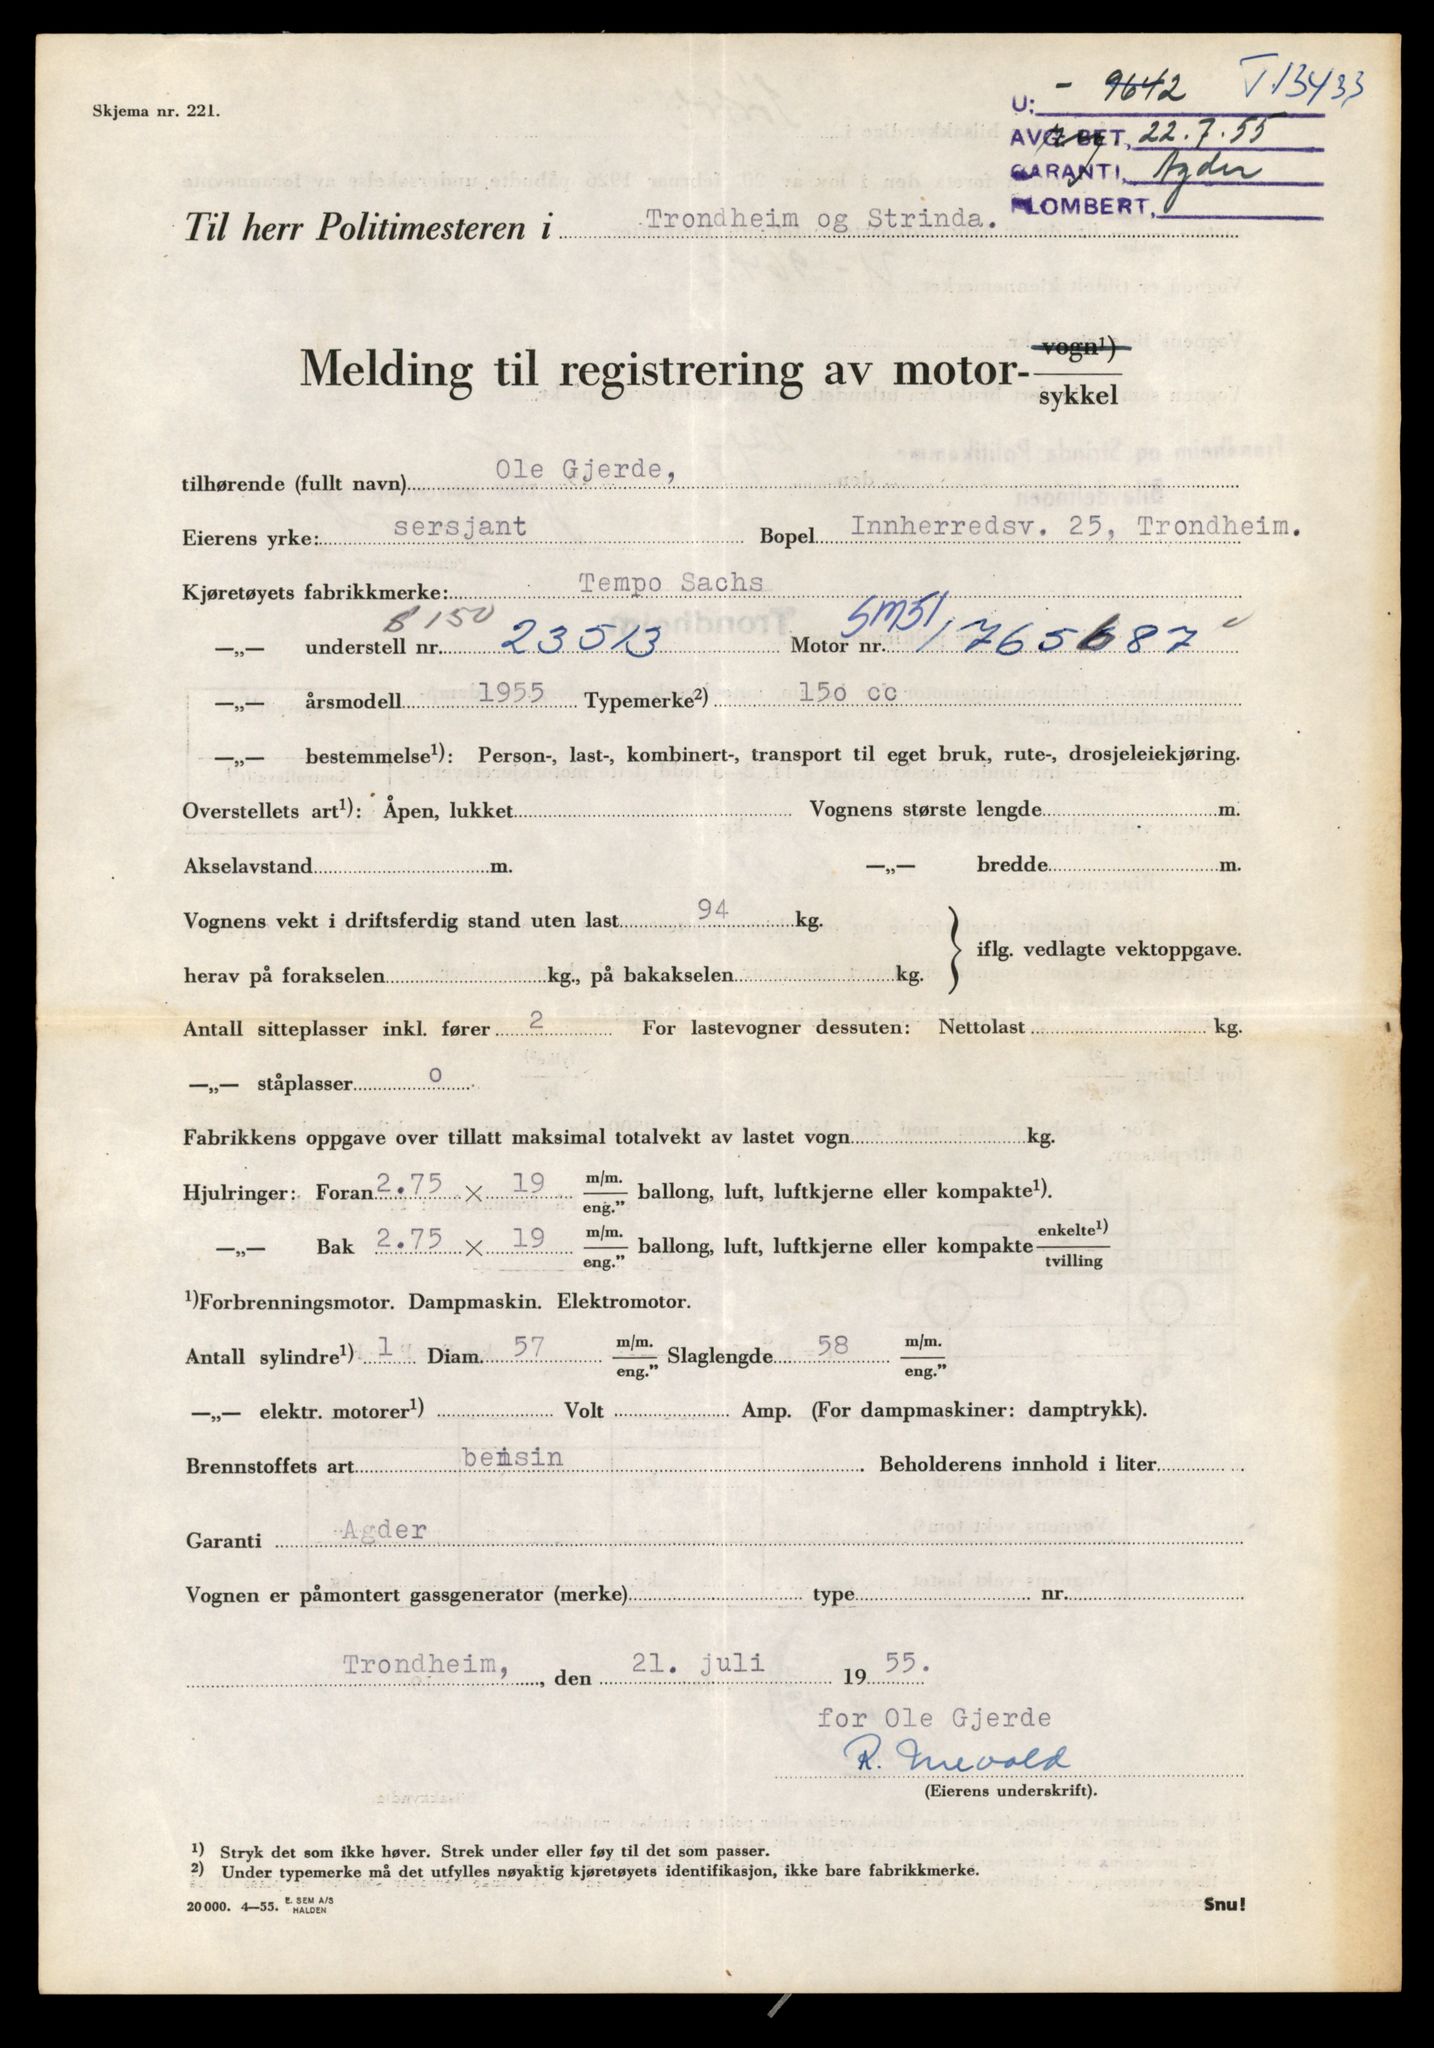 Skjema nr. 221.
U: - 9642 T.13433
AVG. BET, 22.7.55
GARANTI, Agder
PLOMBERT,
Til herr Politimesteren i Trondheim og Strinda.
Melding til registrering av motor-vogn¹)
sykkel
tilhørende (fullt navn) Ole Gjerde,
Eierens yrke: sersjant Bopel Innherredsv. 25, Trondheim.
Kjøretøyets fabrikkmerke: Tempo Sachs
B 150 SM51
—„— understell nr. 23513 Motor nr. 1765687
—„— årsmodell 1955 Typemerke²) 15o cc
—„— bestemmelse¹): Person-, last-, kombinert-, transport til eget bruk, rute-, drosjeleiekjøring.
Overstellets art¹): Åpen, lukket Vognens største lengde m.
Akselavstand m. —„— bredde m.
Vognens vekt i driftsferdig stand uten last 94 kg.
iflg. vedlagte vektoppgave.
herav på forakselen kg., på bakakselen kg.
Antall sitteplasser inkl. fører 2 For lastevogner dessuten: Nettolast kg.
—„— ståplasser o
Fabrikkens oppgave over tillatt maksimal totalvekt av lastet vogn kg.
Hjulringer: Foran 2.75 × 19 m/m. / eng.” ballong, luft, luftkjerne eller kompakte¹).
—„— Bak 2.75 × 19 m/m. / eng.” ballong, luft, luftkjerne eller kompakte enkelte¹) / tvilling
¹)Forbrenningsmotor. Dampmaskin. Elektromotor.
Antall sylindre¹) 1 Diam. 57 m/m. / eng.” Slaglengde 58 m/m. / eng.”
—„— elektr. motorer¹) Volt Amp. (For dampmaskiner: damptrykk).
Brennstoffets art bensin Beholderens innhold i liter
Garanti Agder
Vognen er påmontert gassgenerator (merke) type nr.
Trondheim, , den 21. juli 19 55.
for Ole Gjerde
R.
(Eierens underskrift).
¹) Stryk det som ikke høver. Strek under eller føy til det som passer.
²) Under typemerke må det utfylles nøyaktig kjøretøyets identifikasjon, ikke bare fabrikkmerke.
20 000. 4—55. E. SEM A/S HALDEN
Snu!